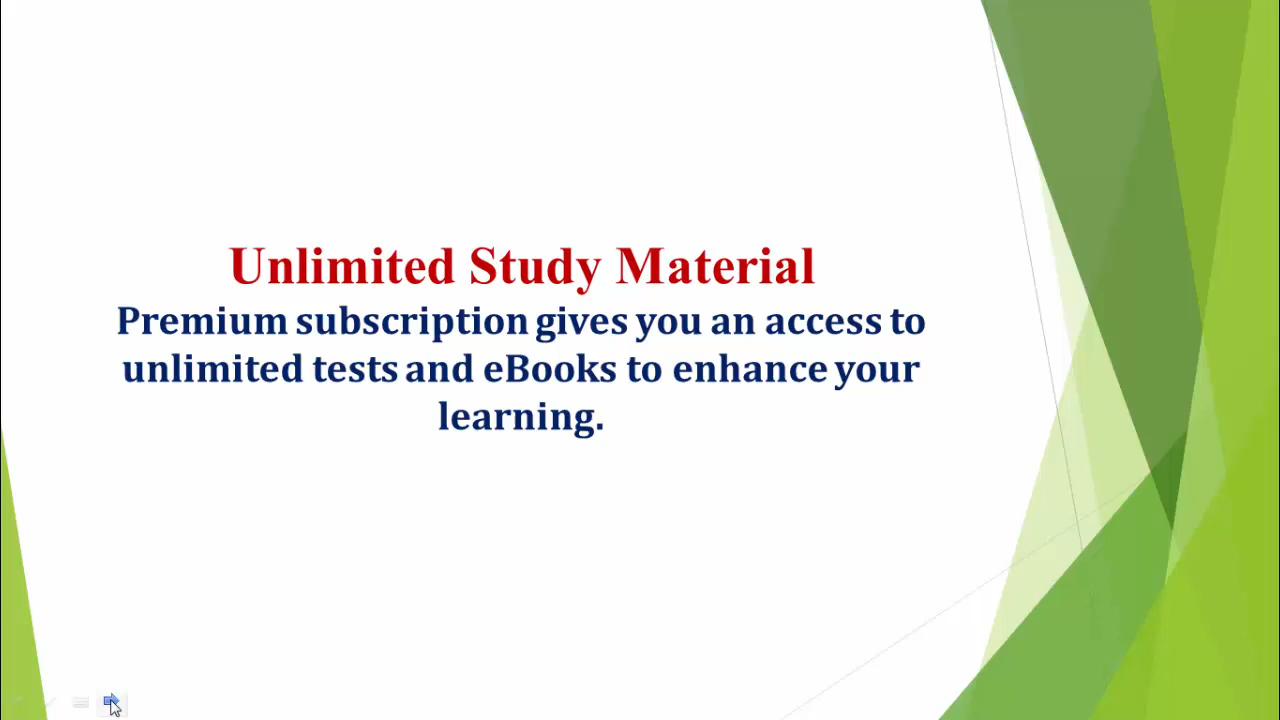 Unlimited Study Material
Premium subscription gives you an access to
unlimited tests and eBooks to enhance your
learning.